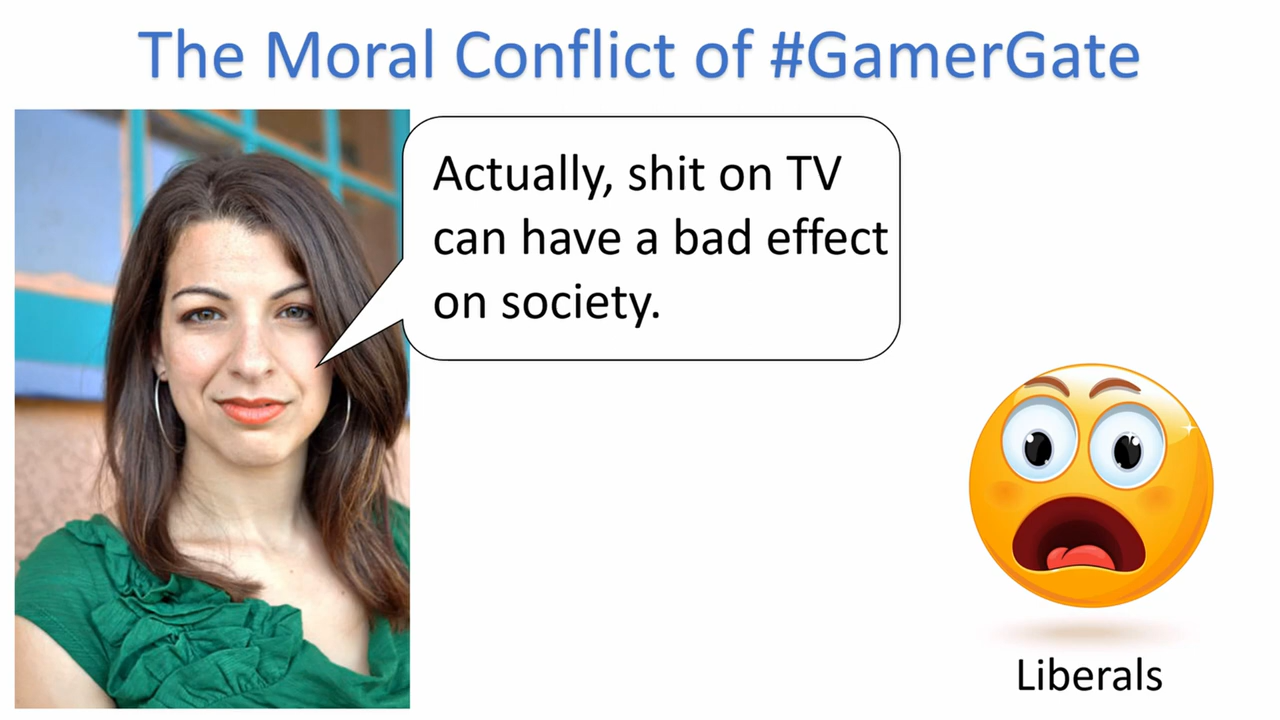 The Moral Conflict of #GamerGate
Actually, shit on TV
can have a bad effect
on society.
Liberals